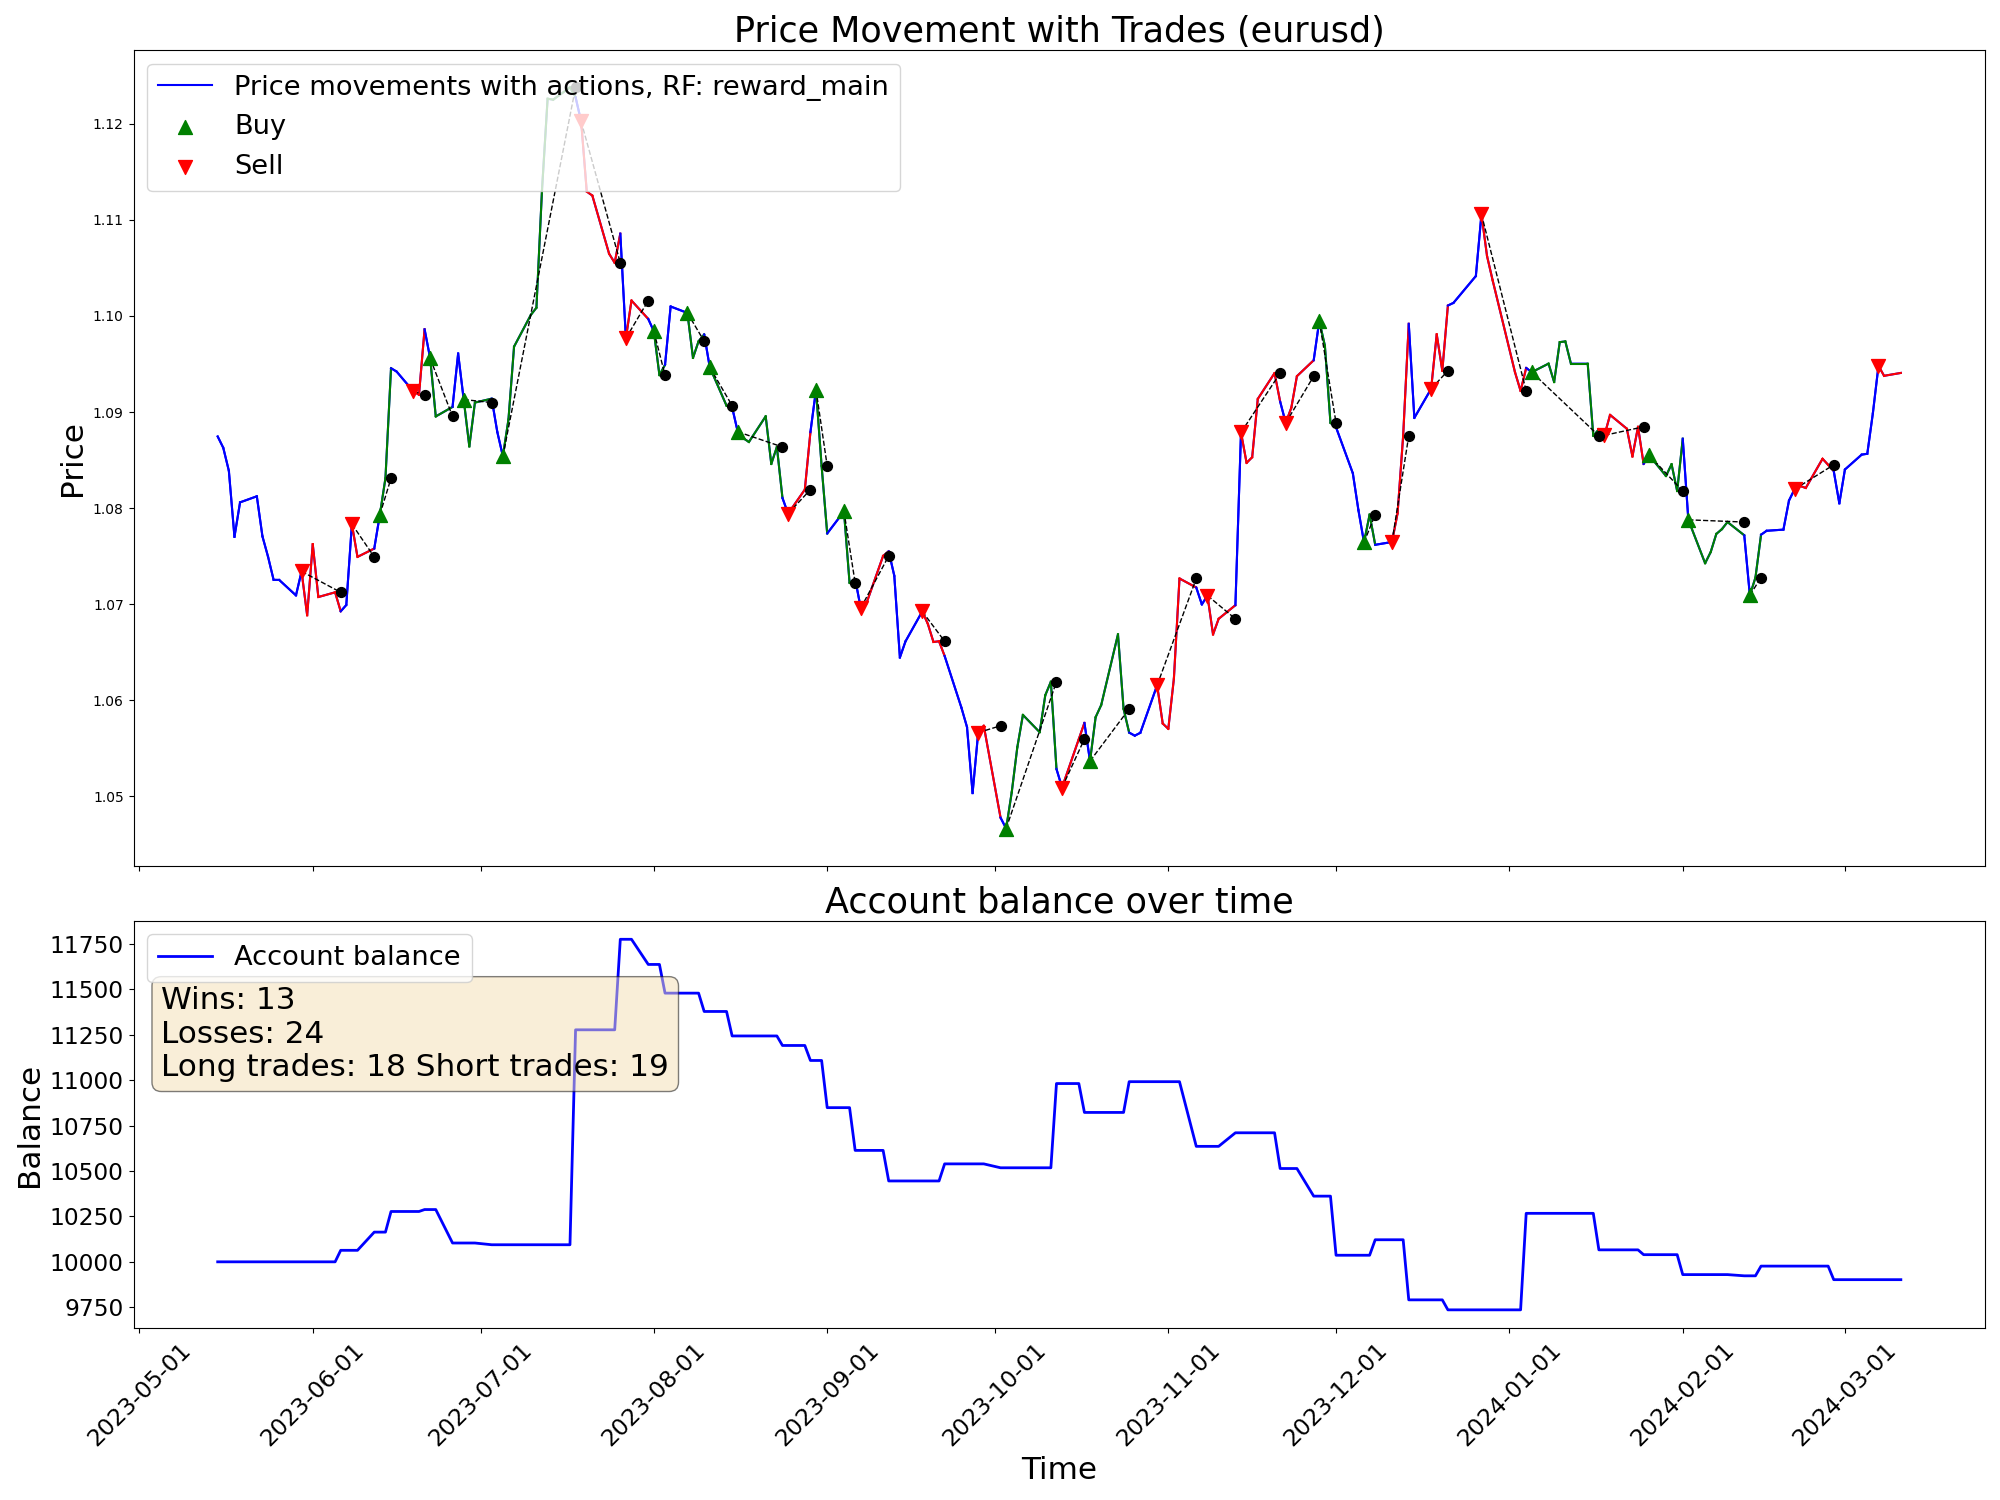 Price Movement with Trades (eurusd)
Price movements with actions, RF: reward_main
Buy
Sell
Price
1.12
1.11
1.10
1.09
1.08
1.07
1.06
1.05
Account balance over time
Account balance
Wins: 13
Losses: 24
Long trades: 18 Short trades: 19
Balance
11750
11500
11250
11000
10750
10500
10250
10000
9750
2023-05-01
2023-06-01
2023-07-01
2023-08-01
2023-09-01
2023-10-01
2023-11-01
2023-12-01
2024-01-01
2024-02-01
2024-03-01
Time